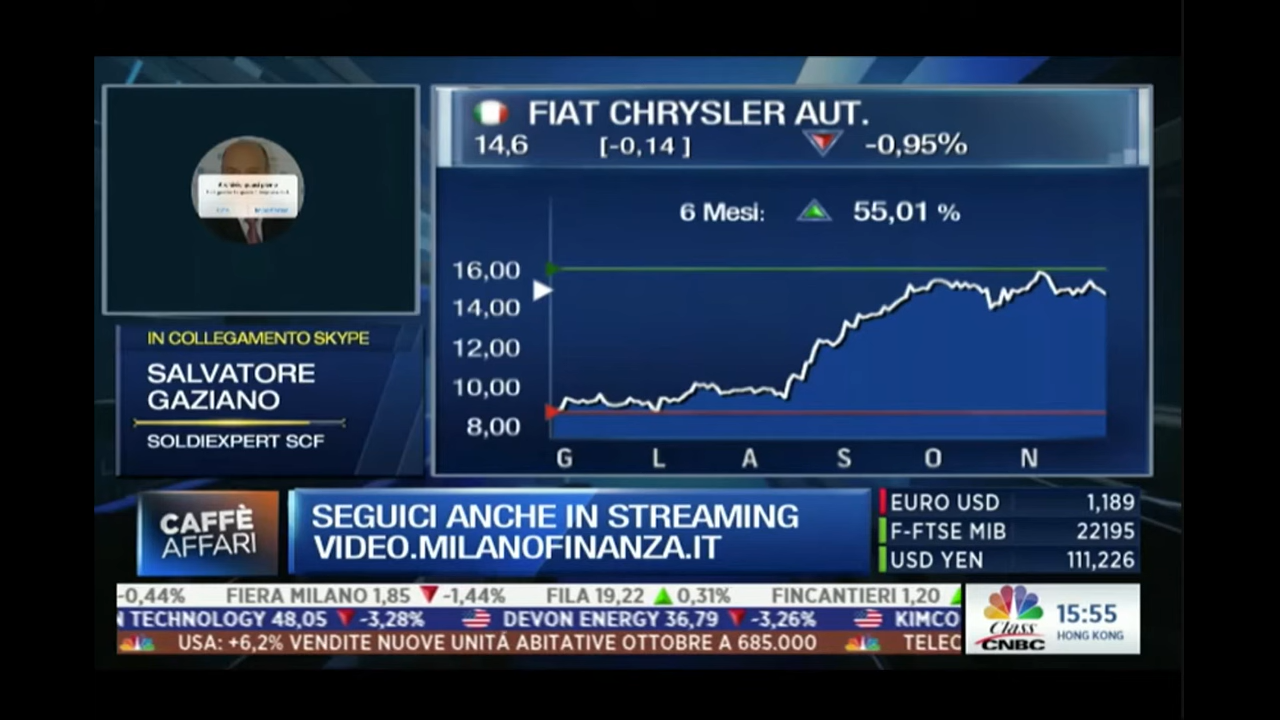 FIAT CHRYSLER AUT.
14,6 [-0,14 ] -0,95%
6 Mesi: 55,01 %
16,00
14,00
12,00
10,00
8,00
G L A S O N
IN COLLEGAMENTO SKYPE
SALVATORE
GAZIANO
SOLDIEXPERT SCF
CAFFÈ
AFFARI
SEGUICI ANCHE IN STREAMING
VIDEO.MILANOFINANZA.IT
EURO USD 1,189
F-FTSE MIB 22195
USD YEN 111,226
-0,44% FIERA MILANO 1,85 -1,44% FILA 19,22 0,31% FINCANTIERI 1,20
N TECHNOLOGY 48,05 -3,28% DEVON ENERGY 36,79 -3,26% KIMCO
USA: +6,2% VENDITE NUOVE UNITÁ ABITATIVE OTTOBRE A 685.000 TELEC
Class
CNBC
15:55
HONG KONG